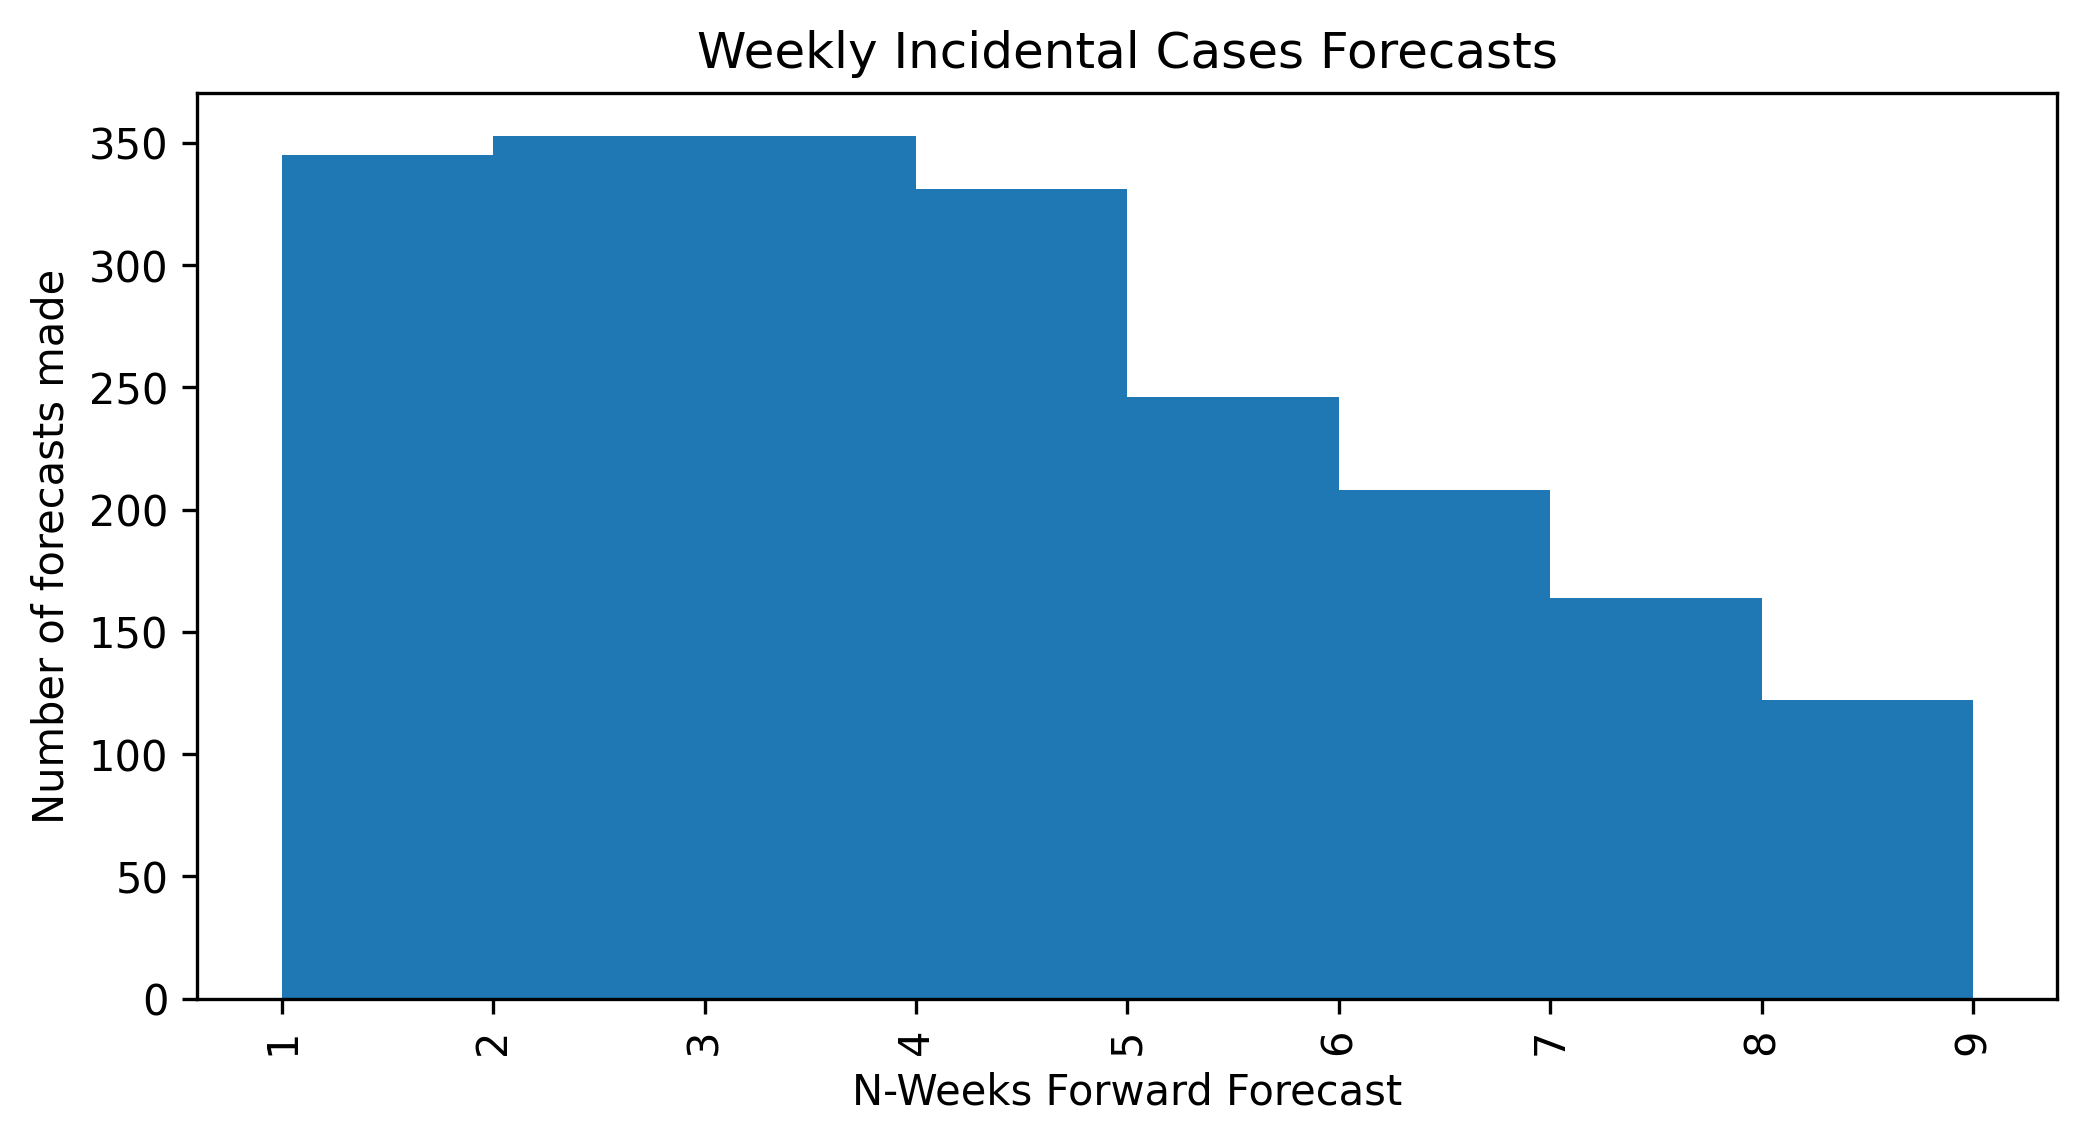 Weekly Incidental Cases Forecasts
Number of forecasts made
350
300
250
200
150
100
50
0
1 2 3 4 5 6 7 8 9
N-Weeks Forward Forecast